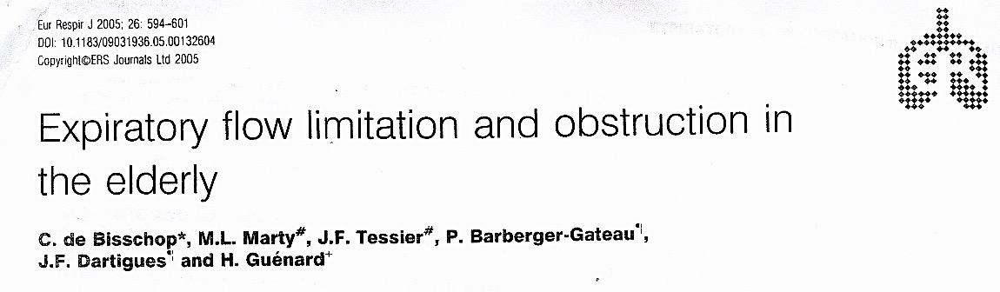 Eur Respir J 2005; 26: 594–601
DOI: 10.1183/09031936.05.00132604
Copyright©ERS Journals Ltd 2005
ERS
Expiratory flow limitation and obstruction in
the elderly
C. de Bisschop*, M.L. Marty#, J.F. Tessier#, P. Barberger-Gateau¶,
J.F. Dartigues¶ and H. Guénard+